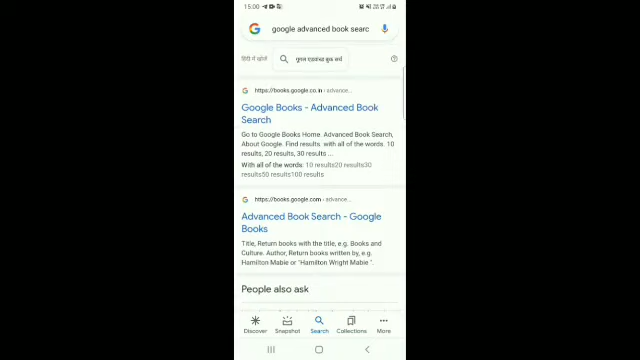 15:00
google advanced book searc
हिंदी में खोजें
गूगल एडवांस्ड बुक सर्च
https://books.google.co.in › advance...
Google Books - Advanced Book
Search
Go to Google Books Home. Advanced Book Search,
About Google. Find results. with all of the words. 10
results, 20 results, 30 results ...
With all of the words: 10 results20 results30
results50 results100 results
https://books.google.com › advance...
Advanced Book Search - Google
Books
Title, Return books with the title, e.g. Books and
Culture. Author, Return books written by, e.g.
Hamilton Mabie or "Hamilton Wright Mabie ".
People also ask
Discover Snapshot Search Collections More